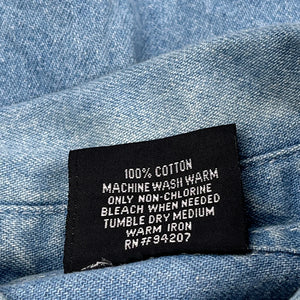 100% COTTON
MACHINE WASH WARM
ONLY NON-CHLORINE
BLEACH WHEN NEEDED
TUMBLE DRY MEDIUM
WARM IRON
RN #94207